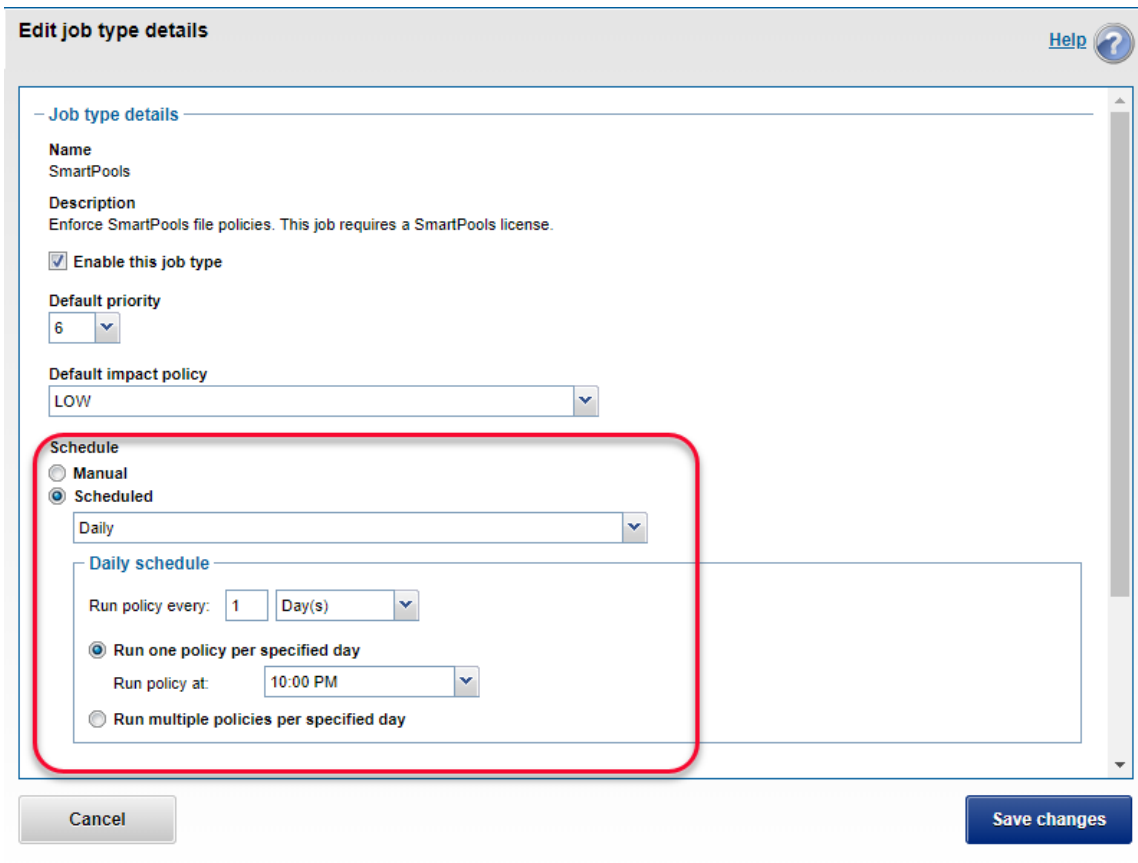 Edit job type details
Help
Job type details
Name
SmartPools
Description
Enforce SmartPools file policies. This job requires a SmartPools license.
Enable this job type
Default priority
6
Default impact policy
LOW
Schedule
Manual
Scheduled
Daily
Daily schedule
Run policy every: 1 Day(s)
Run one policy per specified day
Run policy at: 10:00 PM
Run multiple policies per specified day
Cancel Save changes